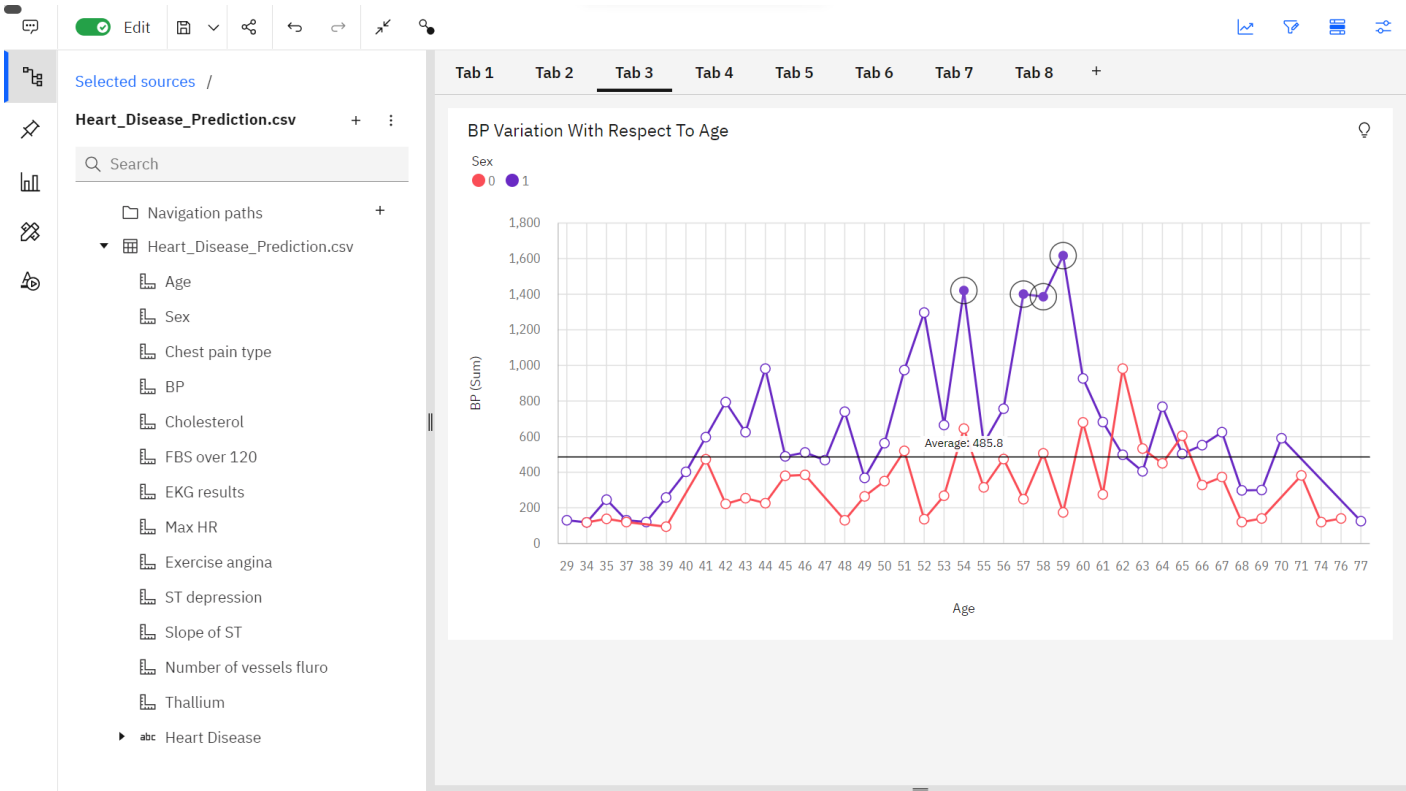 Edit
Tab 1 Tab 2 Tab 3 Tab 4 Tab 5 Tab 6 Tab 7 Tab 8 +
Selected sources /
Heart_Disease_Prediction.csv +
Search
Navigation paths +
Heart_Disease_Prediction.csv
Age
Sex
Chest pain type
BP
Cholesterol
FBS over 120
EKG results
Max HR
Exercise angina
ST depression
Slope of ST
Number of vessels fluro
Thallium
abc Heart Disease
BP Variation With Respect To Age
Sex
0 1
BP (Sum)
1,800
1,600
1,400
1,200
1,000
800
600
400
200
0
Average: 485.8
29 34 35 37 38 39 40 41 42 43 44 45 46 47 48 49 50 51 52 53 54 55 56 57 58 59 60 61 62 63 64 65 66 67 68 69 70 71 74 76 77
Age